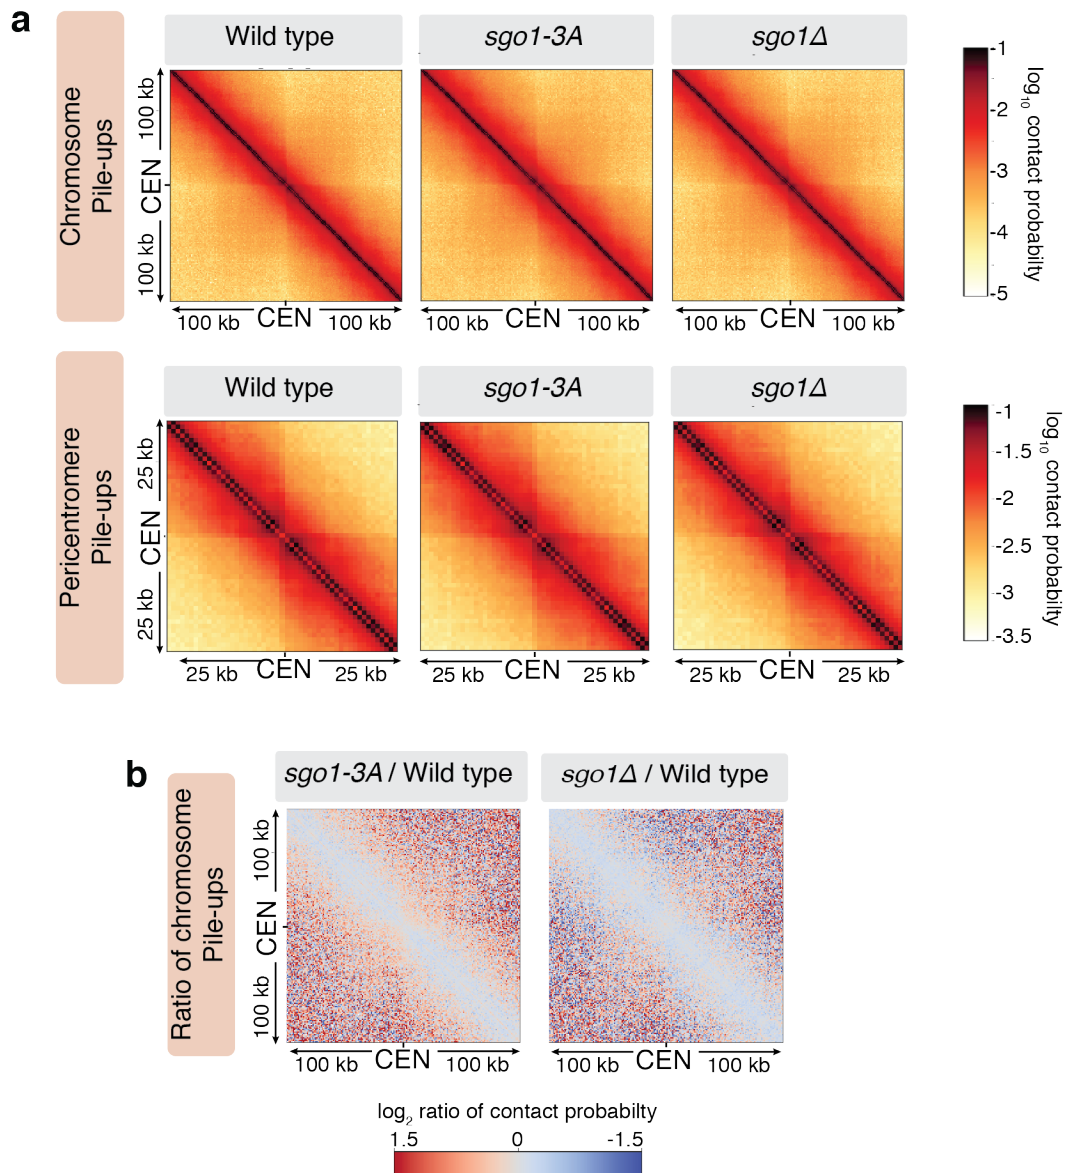 a
Wild type
sgo1-3A
sgo1Δ
Chromosome
Pile-ups
100 kb
CEN
100 kb
100 kb
CEN
100 kb
100 kb
CEN
100 kb
100 kb
CEN
100 kb
-1
-2
-3
-4
-5
log10 contact probabilty
Wild type
sgo1-3A
sgo1Δ
Pericentromere
Pile-ups
25 kb
CEN
25 kb
25 kb
CEN
25 kb
25 kb
CEN
25 kb
25 kb
CEN
25 kb
-1
-1.5
-2
-2.5
-3
-3.5
log10 contact probabilty
b
sgo1-3A / Wild type
sgo1Δ / Wild type
Ratio of chromosome
Pile-ups
100 kb
CEN
100 kb
100 kb
CEN
100 kb
100 kb
CEN
100 kb
log2 ratio of contact probabilty
1.5
0
-1.5